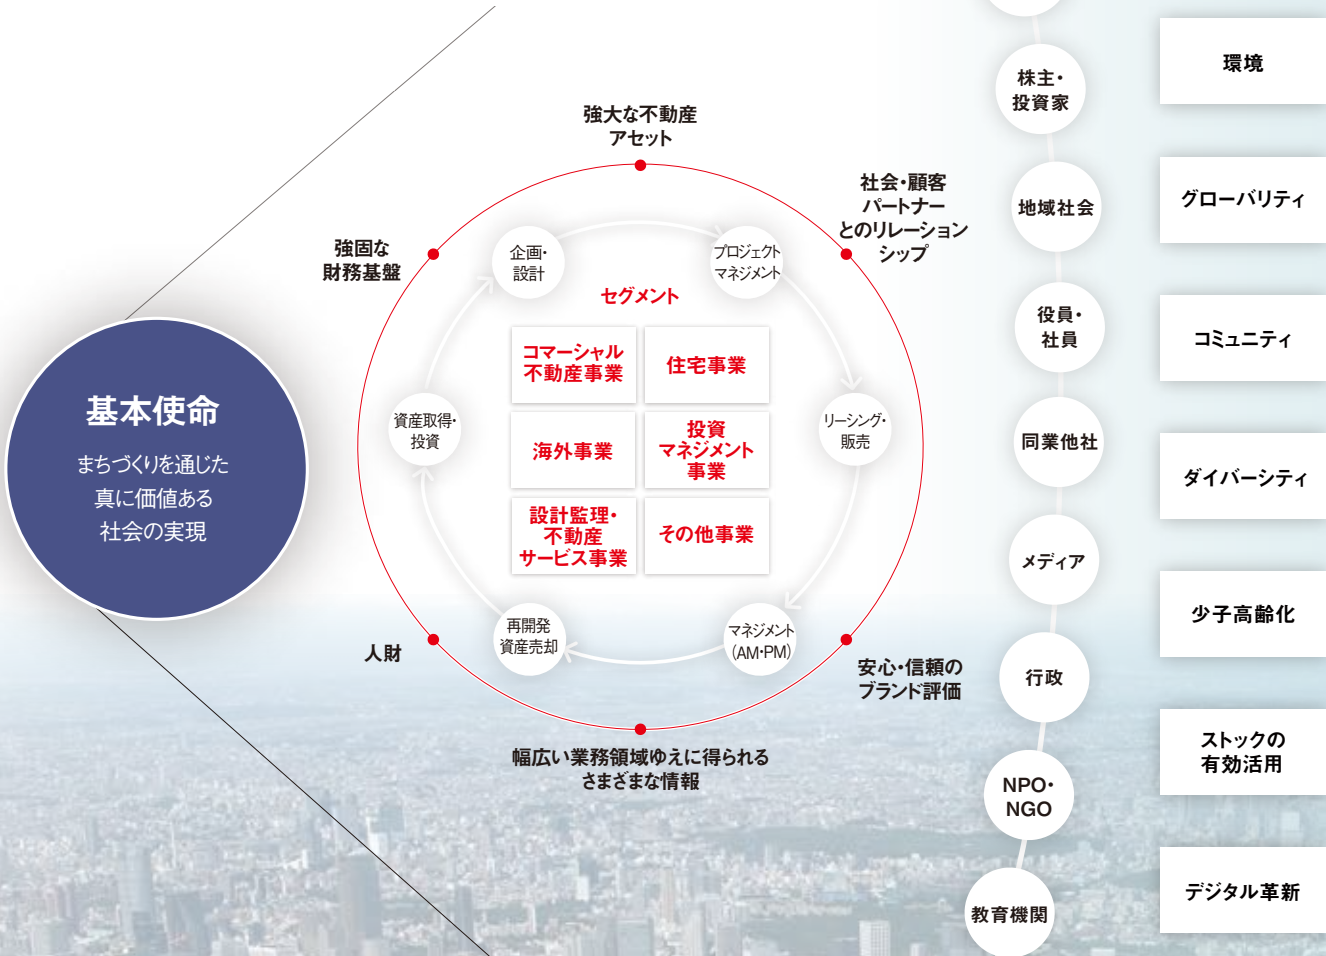 基本使命
まちづくりを通じた
真に価値ある
社会の実現
強大な不動産
アセット
社会・顧客
パートナー
とのリレーション
シップ
強固な
財務基盤
人財
安心・信頼の
ブランド評価
幅広い業務領域ゆえに得られる
さまざまな情報
企画・
設計
プロジェクト
マネジメント
リーシング・
販売
マネジメント
(AM・PM)
再開発
資産売却
資産取得・
投資
セグメント
コマーシャル
不動産事業
住宅事業
海外事業
投資
マネジメント
事業
設計監理・
不動産
サービス事業
その他事業
株主・
投資家
地域社会
役員・
社員
同業他社
メディア
行政
NPO・
NGO
教育機関
環境
グローバリティ
コミュニティ
ダイバーシティ
少子高齢化
ストックの
有効活用
デジタル革新